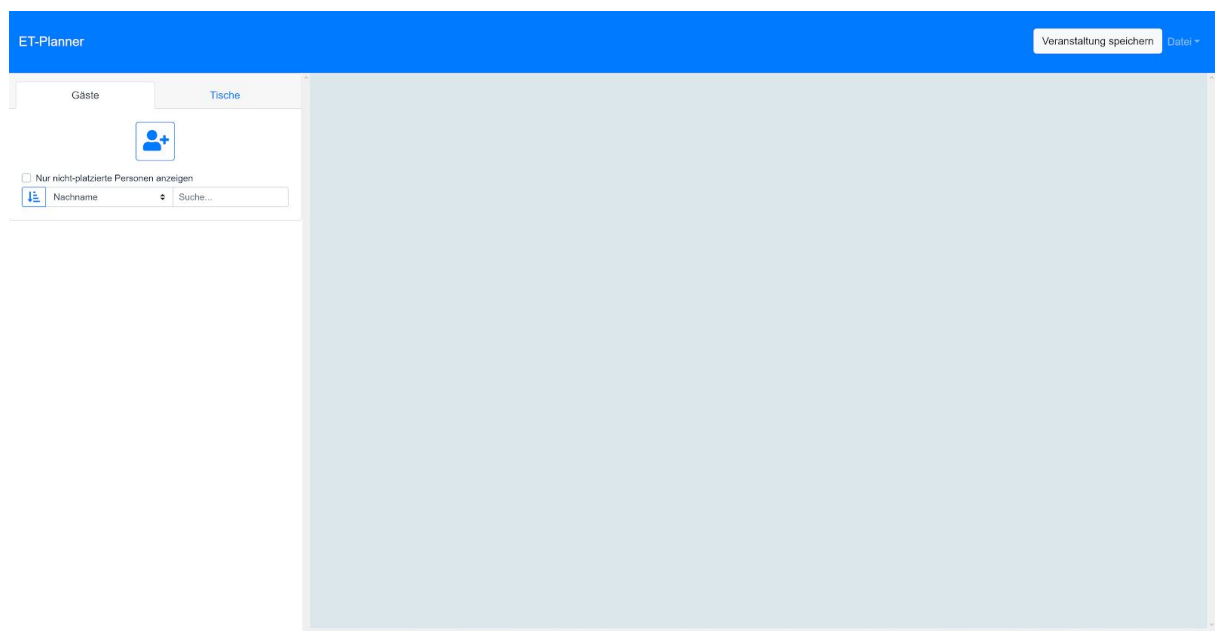 ET-Planner
Veranstaltung speichern
Datei
Gäste
Tische
Nur nicht-platzierte Personen anzeigen
Nachname
Suche...